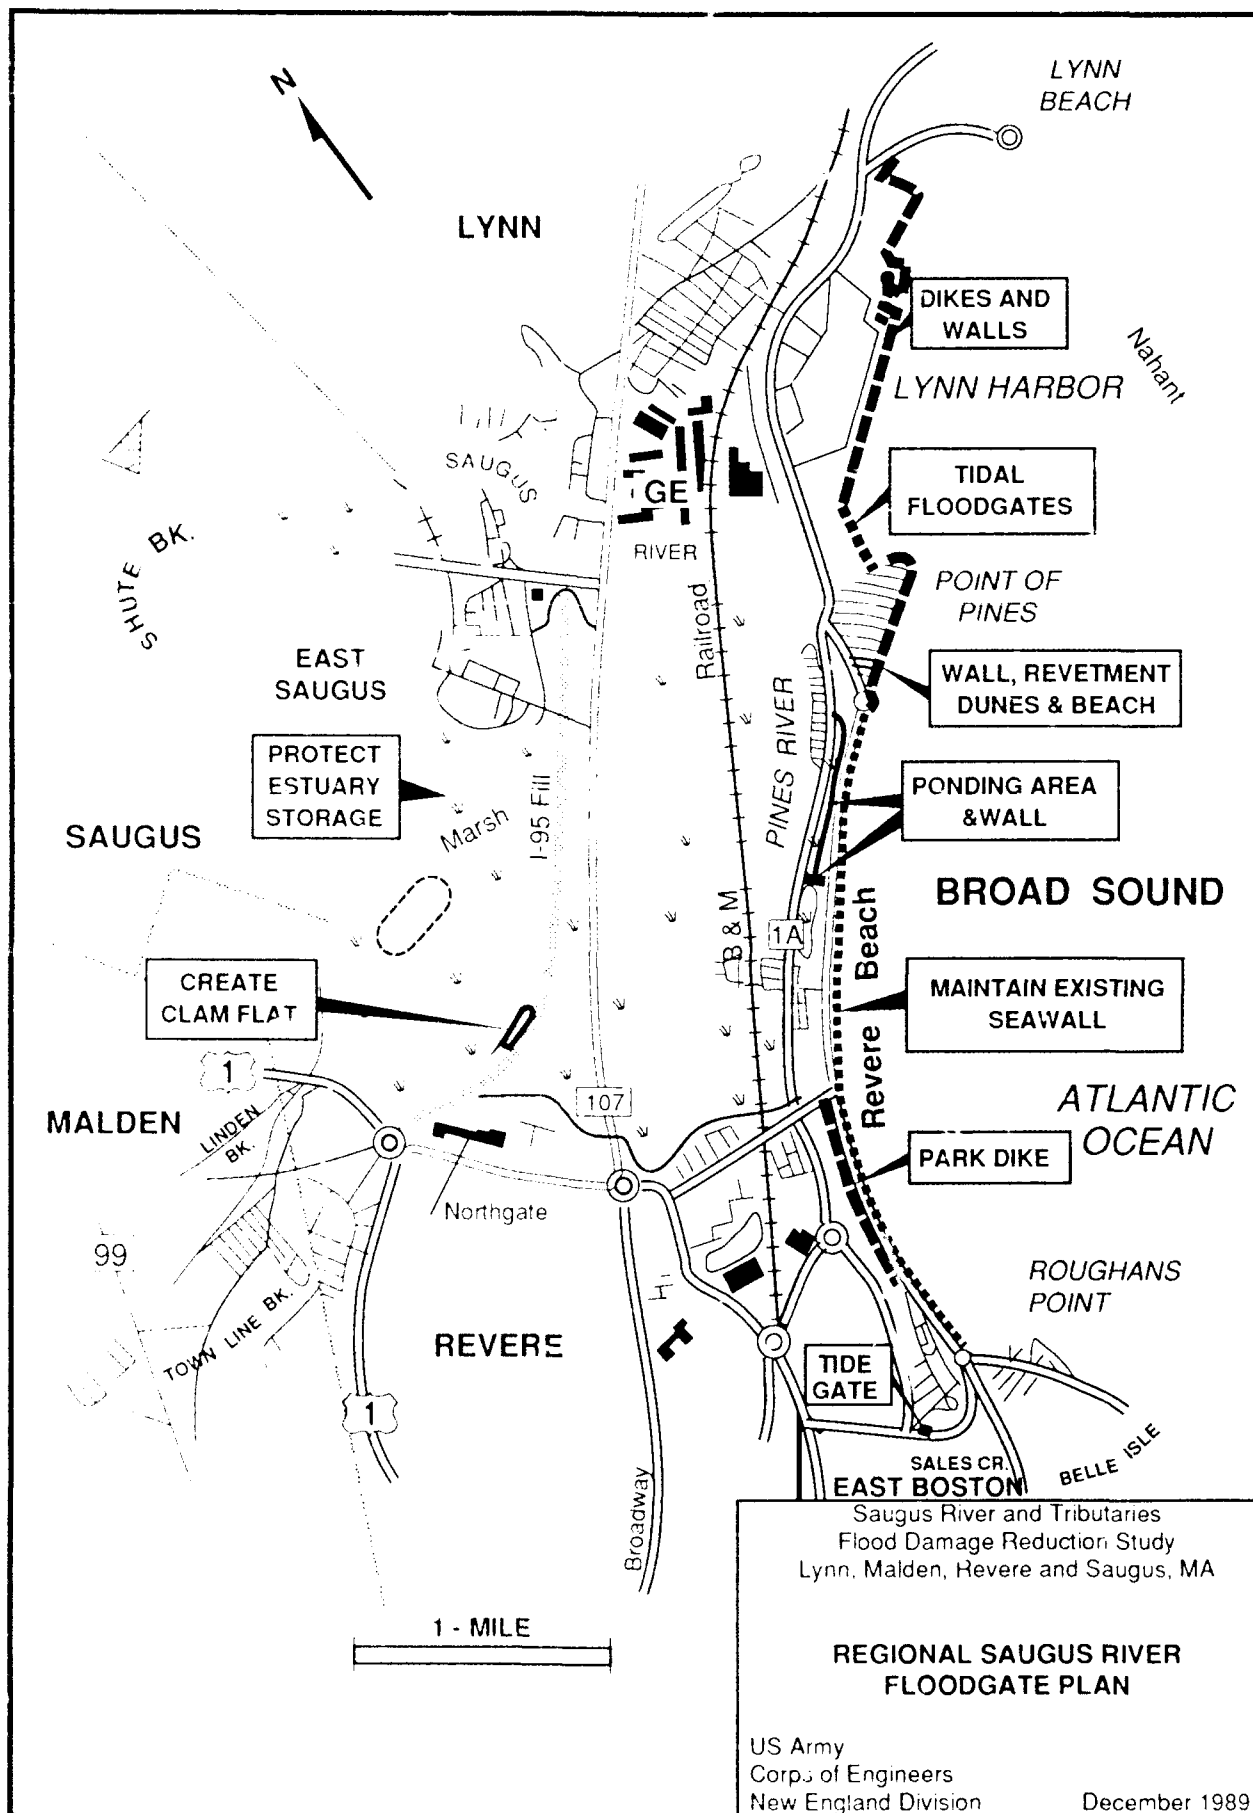 N
LYNN
BEACH
LYNN
DIKES AND
WALLS
Nahant
LYNN HARBOR
SAUGUS
GE
RIVER
TIDAL
FLOODGATES
SHUTE BK.
POINT OF
PINES
Railroad
EAST
SAUGUS
WALL, REVETMENT
DUNES & BEACH
PINES RIVER
PROTECT
ESTUARY
STORAGE
Marsh
I-95 Fill
PONDING AREA
&WALL
SAUGUS
BROAD SOUND
B & M
1A
Revere Beach
CREATE
CLAM FLAT
MAINTAIN EXISTING
SEAWALL
1
107
MALDEN
LINDEN
BK.
ATLANTIC
OCEAN
PARK DIKE
Northgate
99
TOWN LINE BK.
ROUGHANS
POINT
REVERE
TIDE
GATE
1
SALES CR.
BELLE ISLE
EAST BOSTON
Broadway
1 - MILE
Saugus River and Tributaries
Flood Damage Reduction Study
Lynn, Malden, Revere and Saugus, MA
REGIONAL SAUGUS RIVER
FLOODGATE PLAN
US Army
Corps of Engineers
New England Division
December 1989